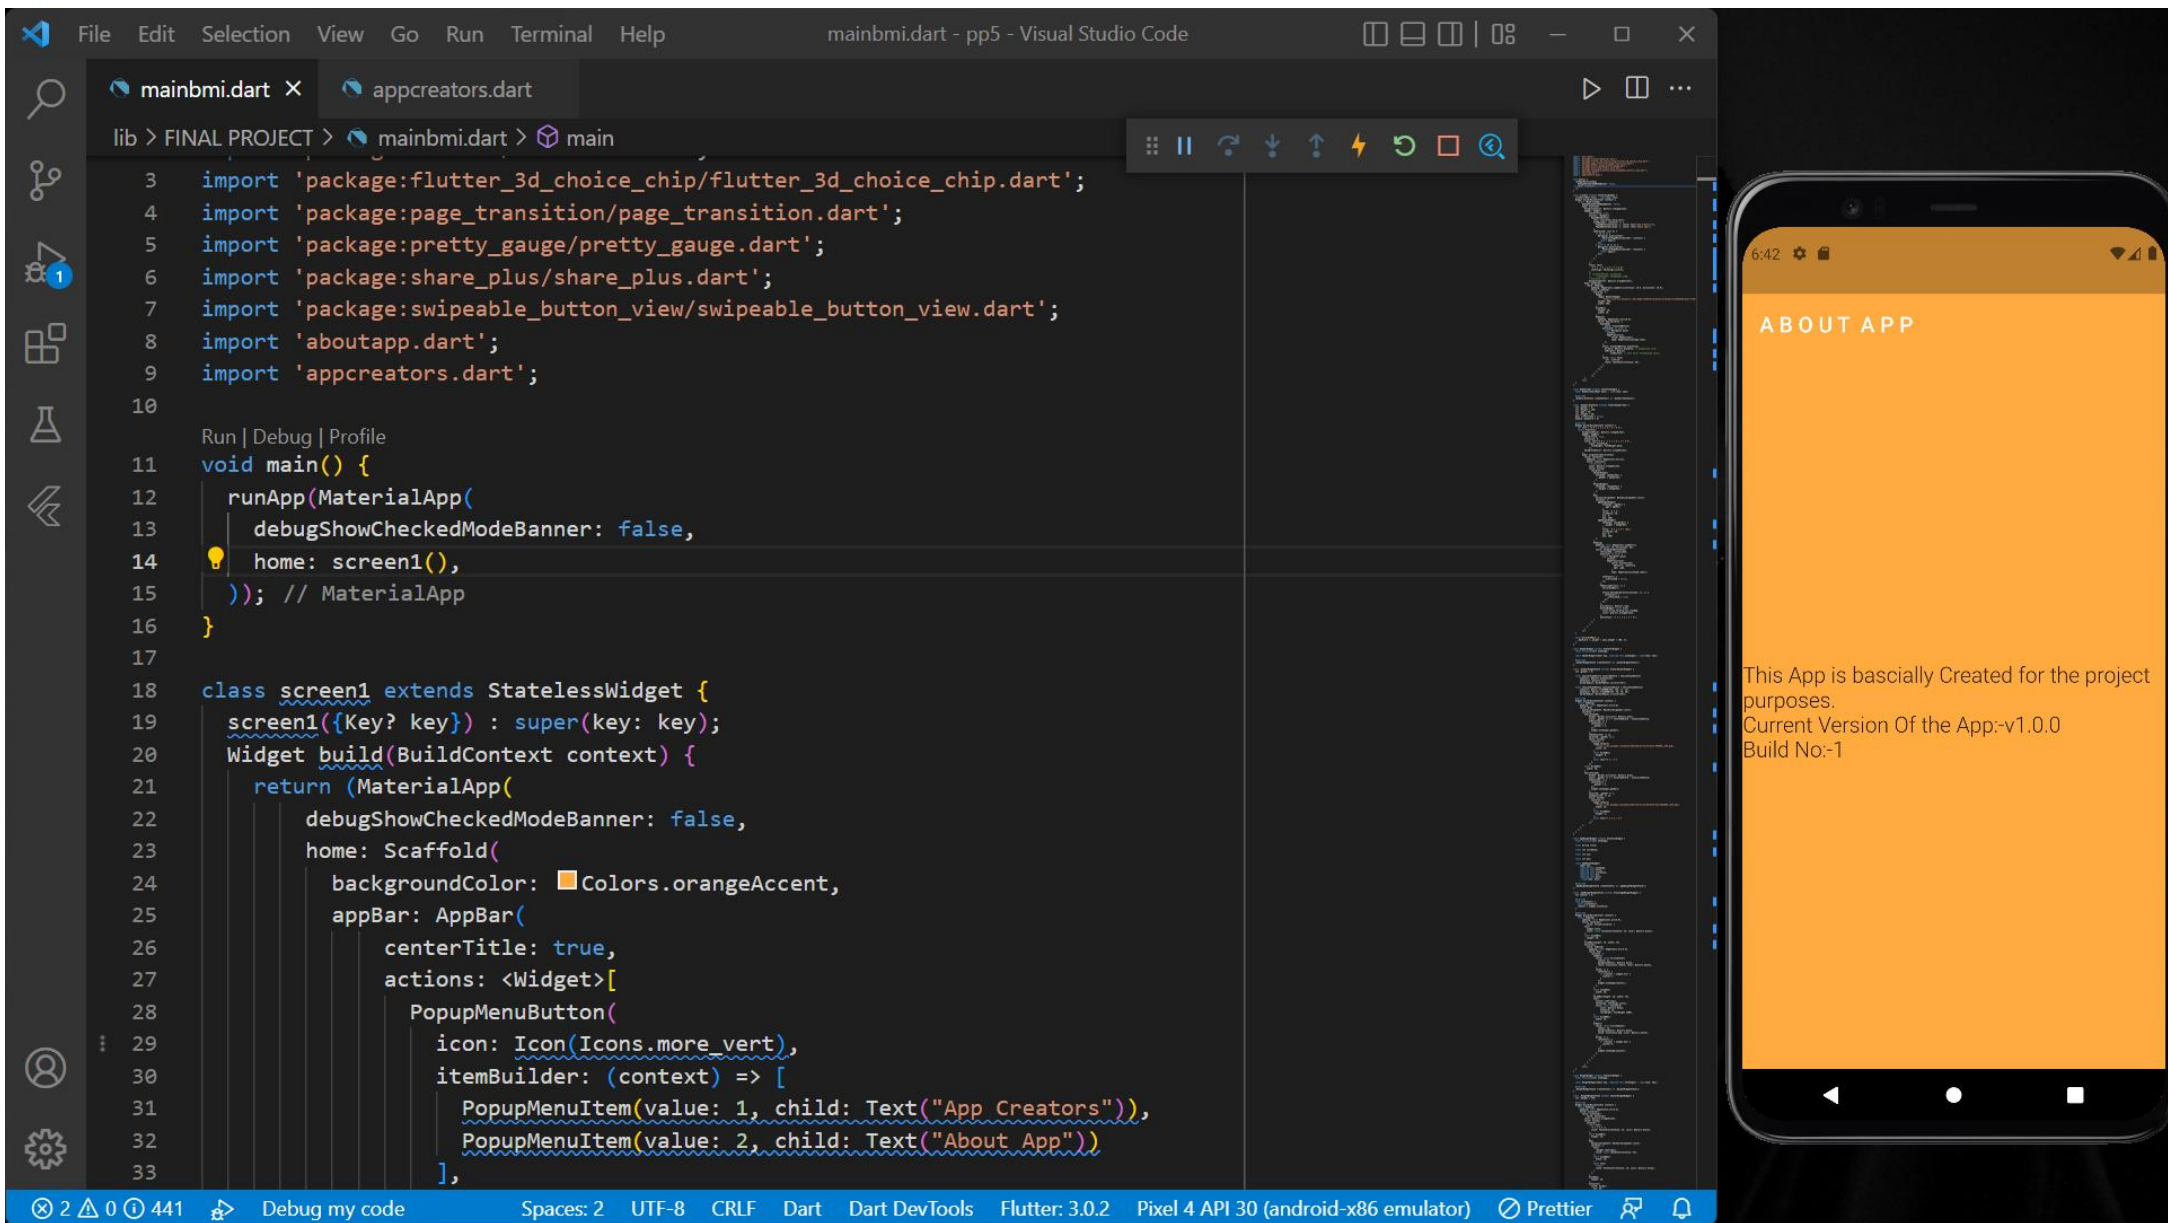 File Edit Selection View Go Run Terminal Help mainbmi.dart - pp5 - Visual Studio Code
mainbmi.dart appcreators.dart
lib > FINAL PROJECT > mainbmi.dart > main
3 import 'package:flutter_3d_choice_chip/flutter_3d_choice_chip.dart';
4 import 'package:page_transition/page_transition.dart';
5 import 'package:pretty_gauge/pretty_gauge.dart';
6 import 'package:share_plus/share_plus.dart';
7 import 'package:swipeable_button_view/swipeable_button_view.dart';
8 import 'aboutapp.dart';
9 import 'appcreators.dart';
10
Run | Debug | Profile
11 void main() {
12 runApp(MaterialApp(
13 debugShowCheckedModeBanner: false,
14 home: screen1(),
15 )); // MaterialApp
16 }
17
18 class screen1 extends StatelessWidget {
19 screen1({Key? key}) : super(key: key);
20 Widget build(BuildContext context) {
21 return (MaterialApp(
22 debugShowCheckedModeBanner: false,
23 home: Scaffold(
24 backgroundColor: Colors.orangeAccent,
25 appBar: AppBar(
26 centerTitle: true,
27 actions: <Widget>[
28 PopupMenuButton(
29 icon: Icon(Icons.more_vert),
30 itemBuilder: (context) => [
31 PopupMenuItem(value: 1, child: Text("App Creators")),
32 PopupMenuItem(value: 2, child: Text("About App"))
33 ],
1
2 0 441 Debug my code Spaces: 2 UTF-8 CRLF Dart Dart DevTools Flutter: 3.0.2 Pixel 4 API 30 (android-x86 emulator) Prettier
6:42
ABOUT APP
This App is bascially Created for the project
purposes.
Current Version Of the App:-v1.0.0
Build No:-1